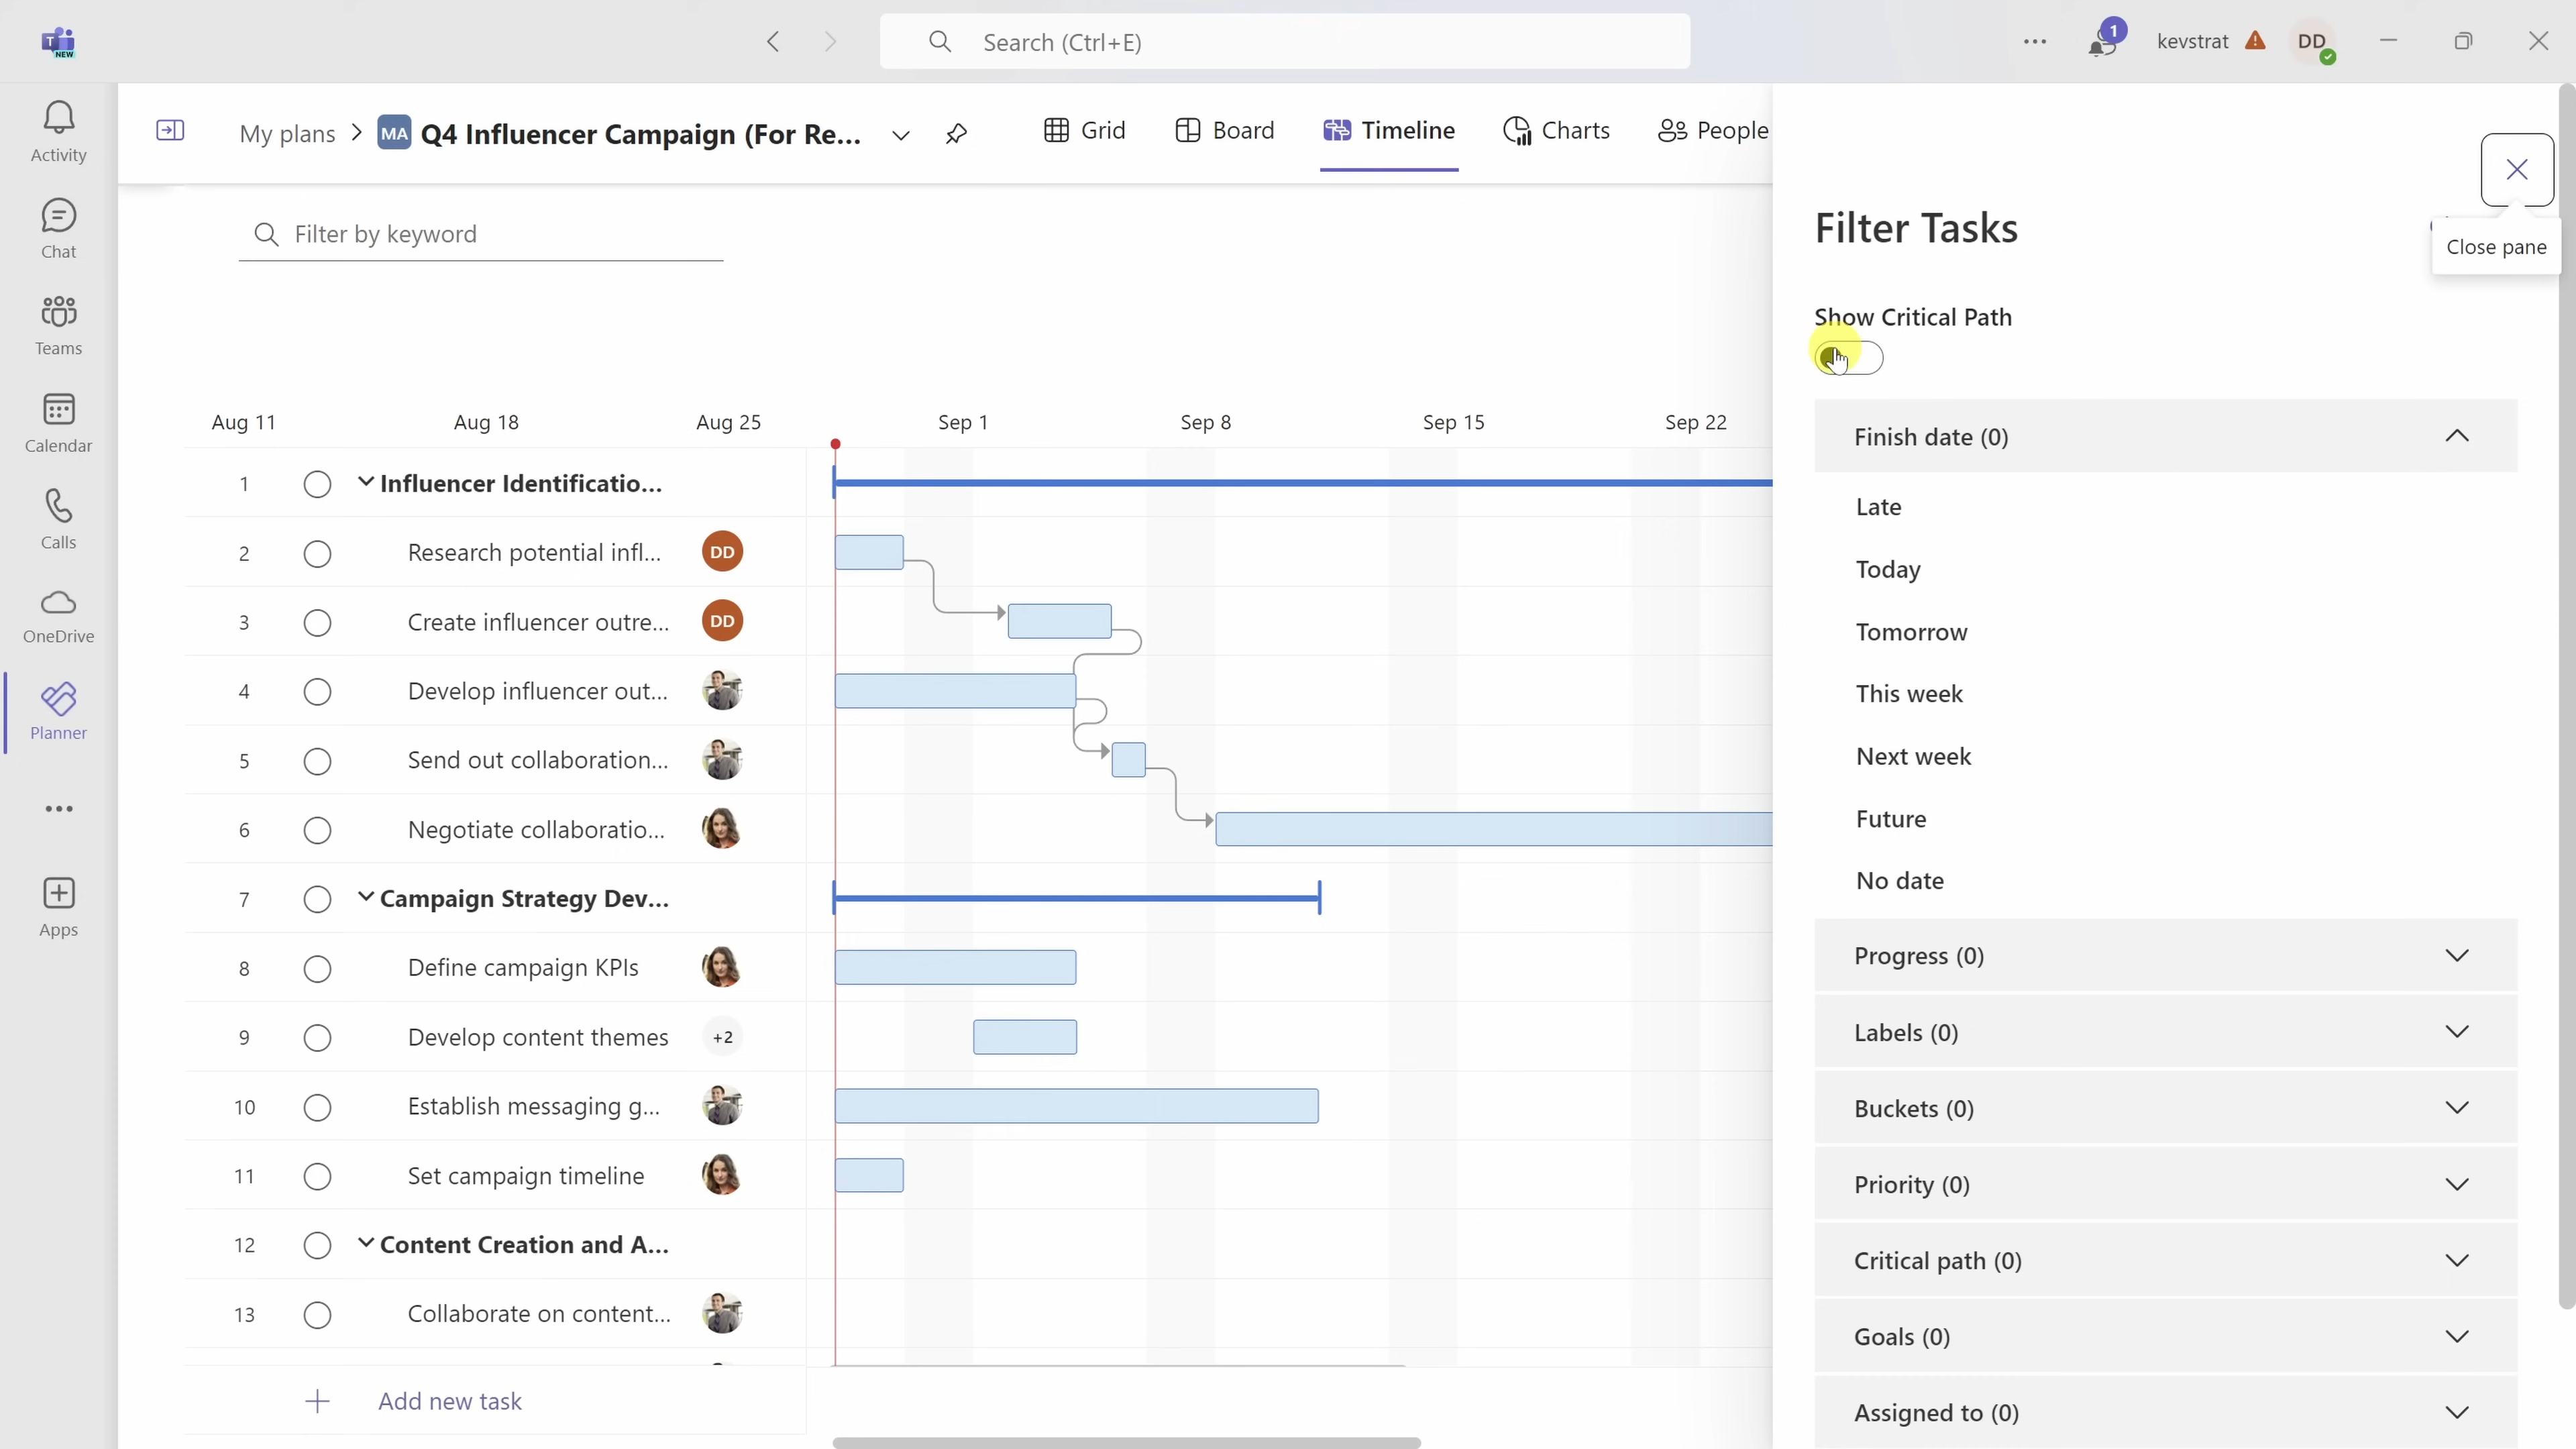 T NEW
Search (Ctrl+E)
1
kevstrat
DD
Activity
Chat
Teams
Calendar
Calls
OneDrive
Planner
Apps
My plans
MA
Q4 Influencer Campaign (For Re...
Grid
Board
Timeline
Charts
People
Filter by keyword
Aug 11 Aug 18 Aug 25 Sep 1 Sep 8 Sep 15 Sep 22
1 Influencer Identificatio...
2 Research potential infl... DD
3 Create influencer outre... DD
4 Develop influencer out...
5 Send out collaboration...
6 Negotiate collaboratio...
7 Campaign Strategy Dev...
8 Define campaign KPIs
9 Develop content themes +2
10 Establish messaging g...
11 Set campaign timeline
12 Content Creation and A...
13 Collaborate on content...
Add new task
Close pane
Filter Tasks
Show Critical Path
Finish date (0)
Late
Today
Tomorrow
This week
Next week
Future
No date
Progress (0)
Labels (0)
Buckets (0)
Priority (0)
Critical path (0)
Goals (0)
Assigned to (0)